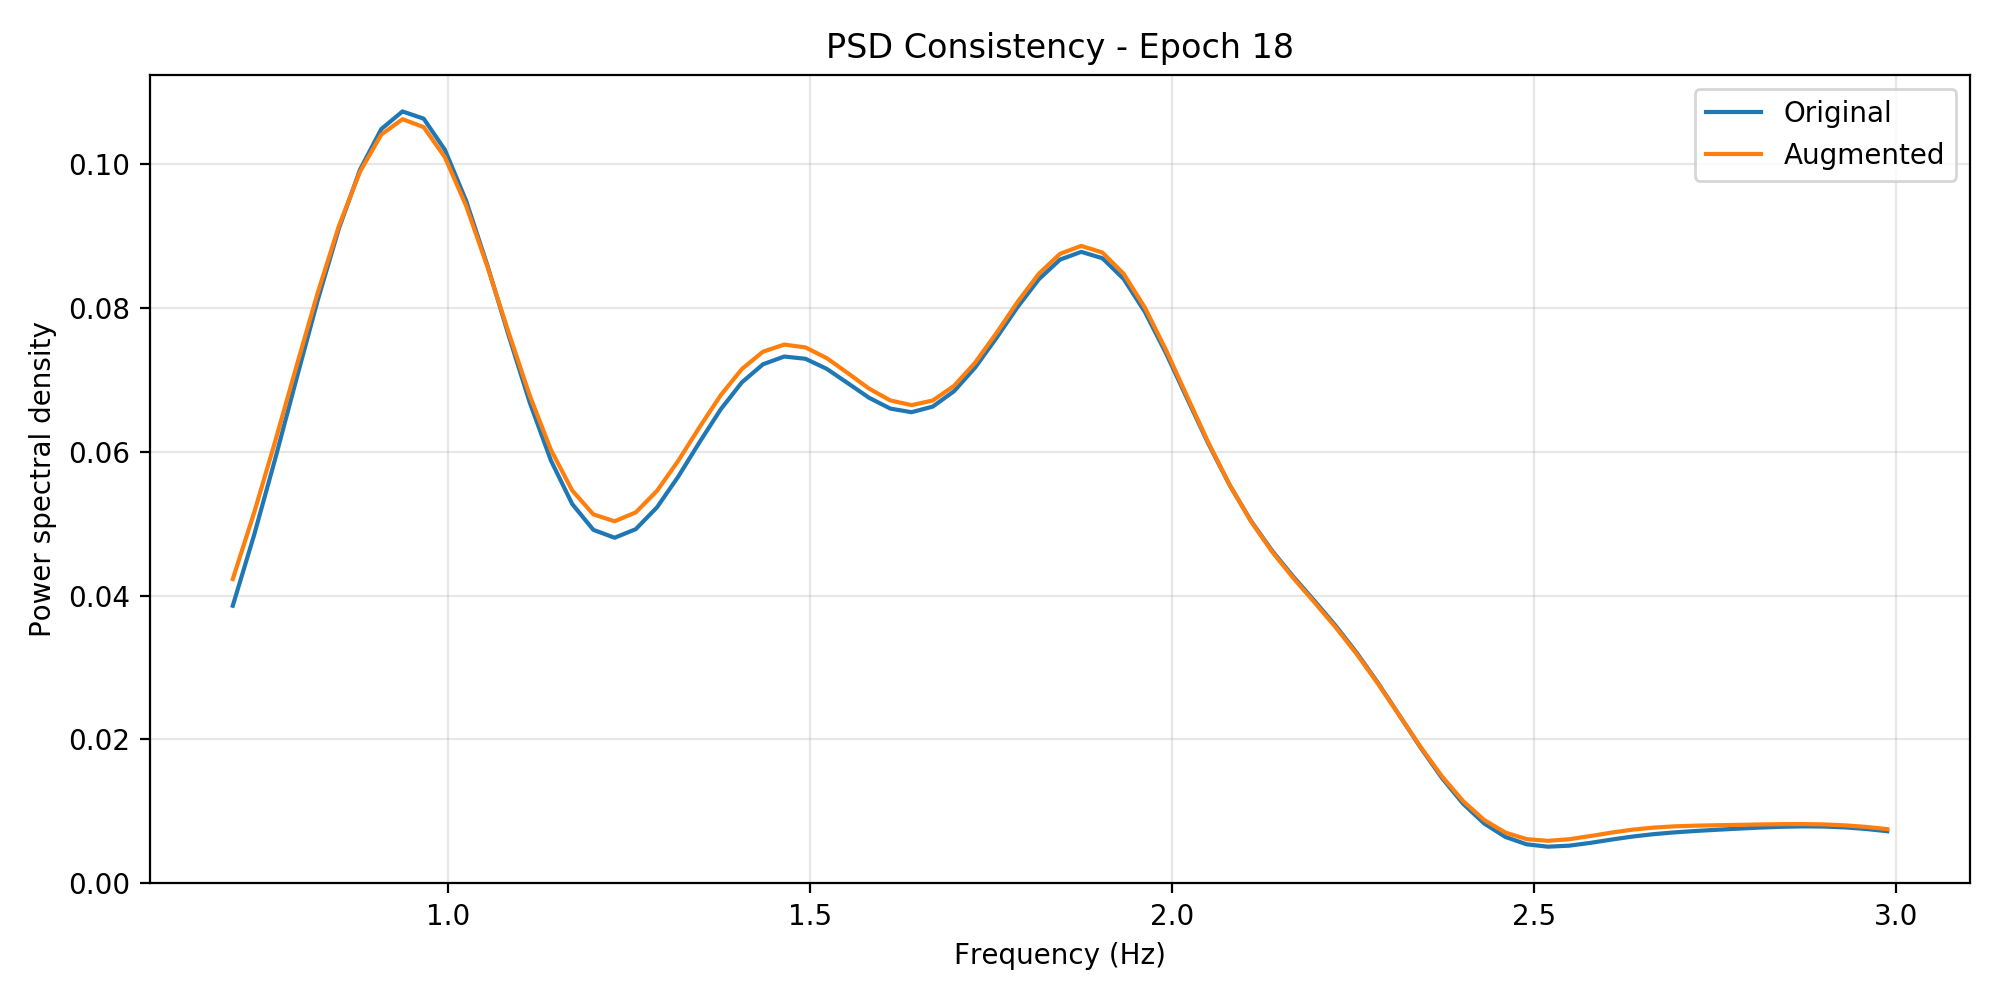 PSD Consistency - Epoch 18
Original
Augmented
Power spectral density
0.10
0.08
0.06
0.04
0.02
0.00
1.0
1.5
2.0
2.5
3.0
Frequency (Hz)